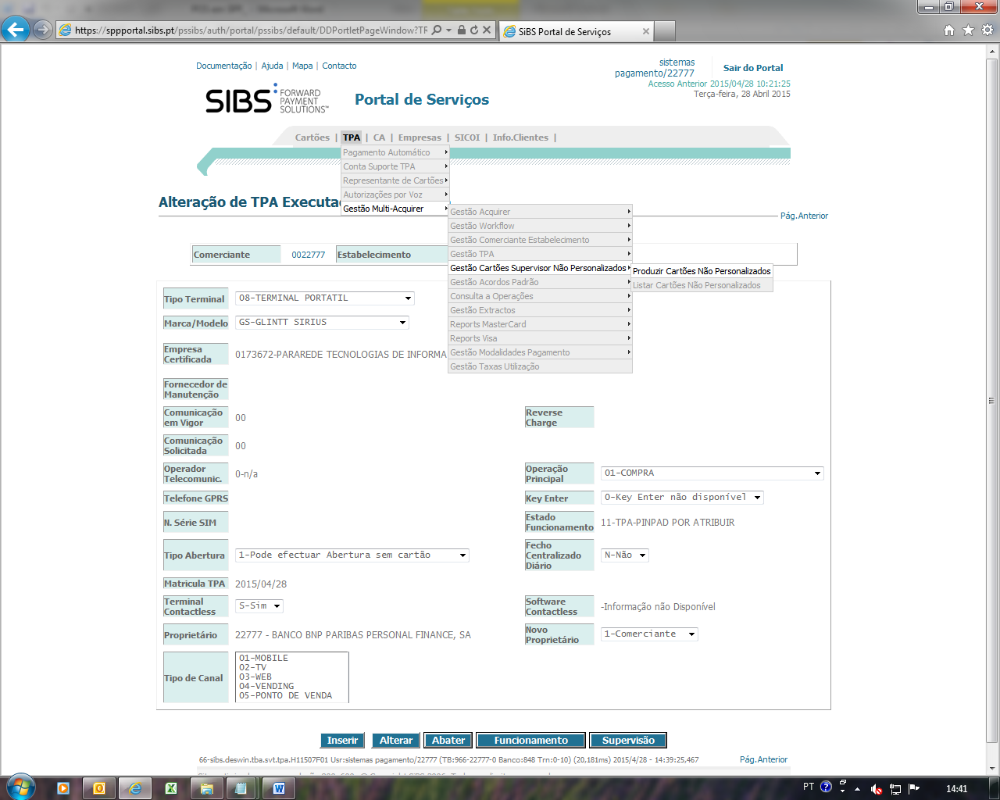 https://sppportal.sibs.pt/pssibs/auth/portal/pssibs/default/DDPortletPageWindow?TR
SiBS Portal de Serviços
Documentação | Ajuda | Mapa | Contacto
sistemas
pagamento/22777
Sair do Portal
Acesso Anterior 2015/04/28 10:21:25
Terça-feira, 28 Abril 2015
SIBS FORWARD PAYMENT SOLUTIONS™
Portal de Serviços
Cartões | TPA | CA | Empresas | SICOI | Info.Clientes |
Pagamento Automático
Conta Suporte TPA
Representante de Cartões
Autorizações por Voz
Gestão Multi-Acquirer
Alteração de TPA Executa
Pág.Anterior
Gestão Acquirer
Gestão Workflow
Gestão Comerciante Estabelecimento
Gestão TPA
Gestão Cartões Supervisor Não Personalizados
Gestão Acordos Padrão
Consulta a Operações
Gestão Extractos
Reports MasterCard
Reports Visa
Gestão Modalidades Pagamento
Gestão Taxas Utilização
Produzir Cartões Não Personalizados
Listar Cartões Não Personalizados
Comerciante 0022777 Estabelecimento
Tipo Terminal 08-TERMINAL PORTATIL
Marca/Modelo GS-GLINTT SIRIUS
Empresa Certificada 0173672-PARAREDE TECNOLOGIAS DE INFORMA
Fornecedor de Manutenção
Comunicação em Vigor 00
Reverse Charge
Comunicação Solicitada 00
Operador Telecomunic. 0-n/a
Operação Principal 01-COMPRA
Telefone GPRS
Key Enter 0-Key Enter não disponível
N. Série SIM
Estado Funcionamento 11-TPA-PINPAD POR ATRIBUIR
Tipo Abertura 1-Pode efectuar Abertura sem cartão
Fecho Centralizado Diário N-Não
Matricula TPA 2015/04/28
Terminal Contactless S-Sim
Software Contactless -Informação não Disponível
Proprietário 22777 - BANCO BNP PARIBAS PERSONAL FINANCE, SA
Novo Proprietário 1-Comerciante
Tipo de Canal
01-MOBILE
02-TV
03-WEB
04-VENDING
05-PONTO DE VENDA
Inserir Alterar Abater Funcionamento Supervisão
66-sibs.deswin.tba.svt.tpa.H11507F01 Usr:sistemas pagamento/22777 (TB:966-22777-0 Banco:848 Trn:0-10) (20,181ms) 2015/4/28 - 14:39:25,467
Pág.Anterior
PT
14:41